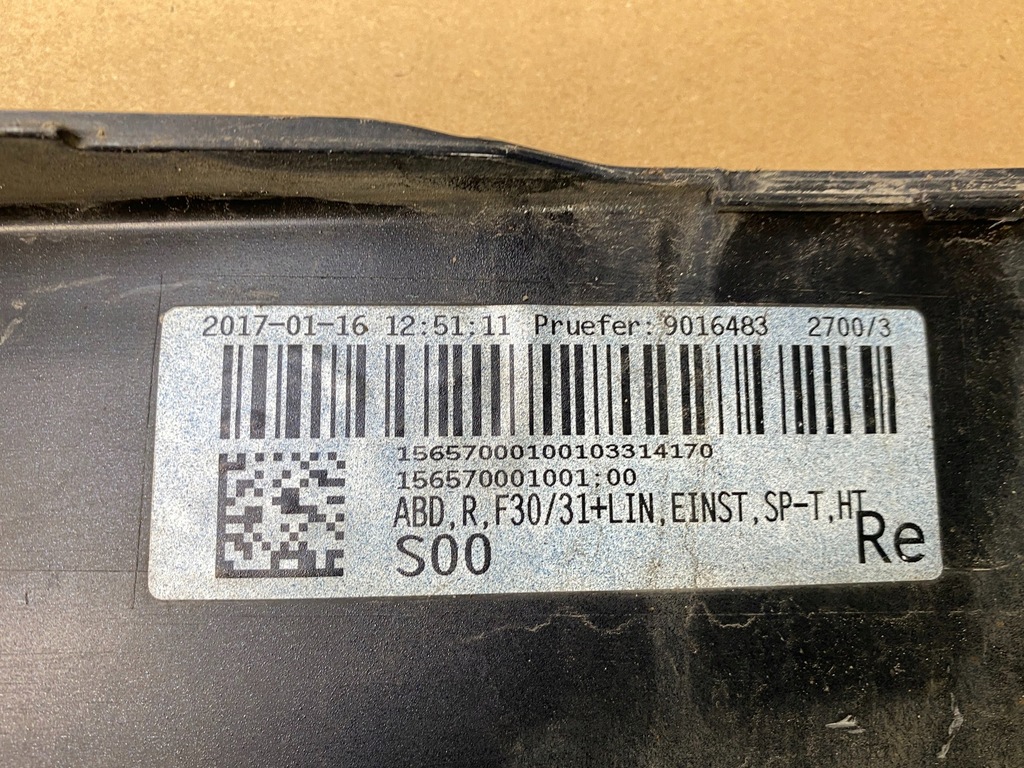 2017-01-16 12:51:11 Pruefer: 9016483 2700/3
15657000100103314170
156570001001;00
ABD,R,F30/31+LIN,EINST,SP-T,HT
S00 Re